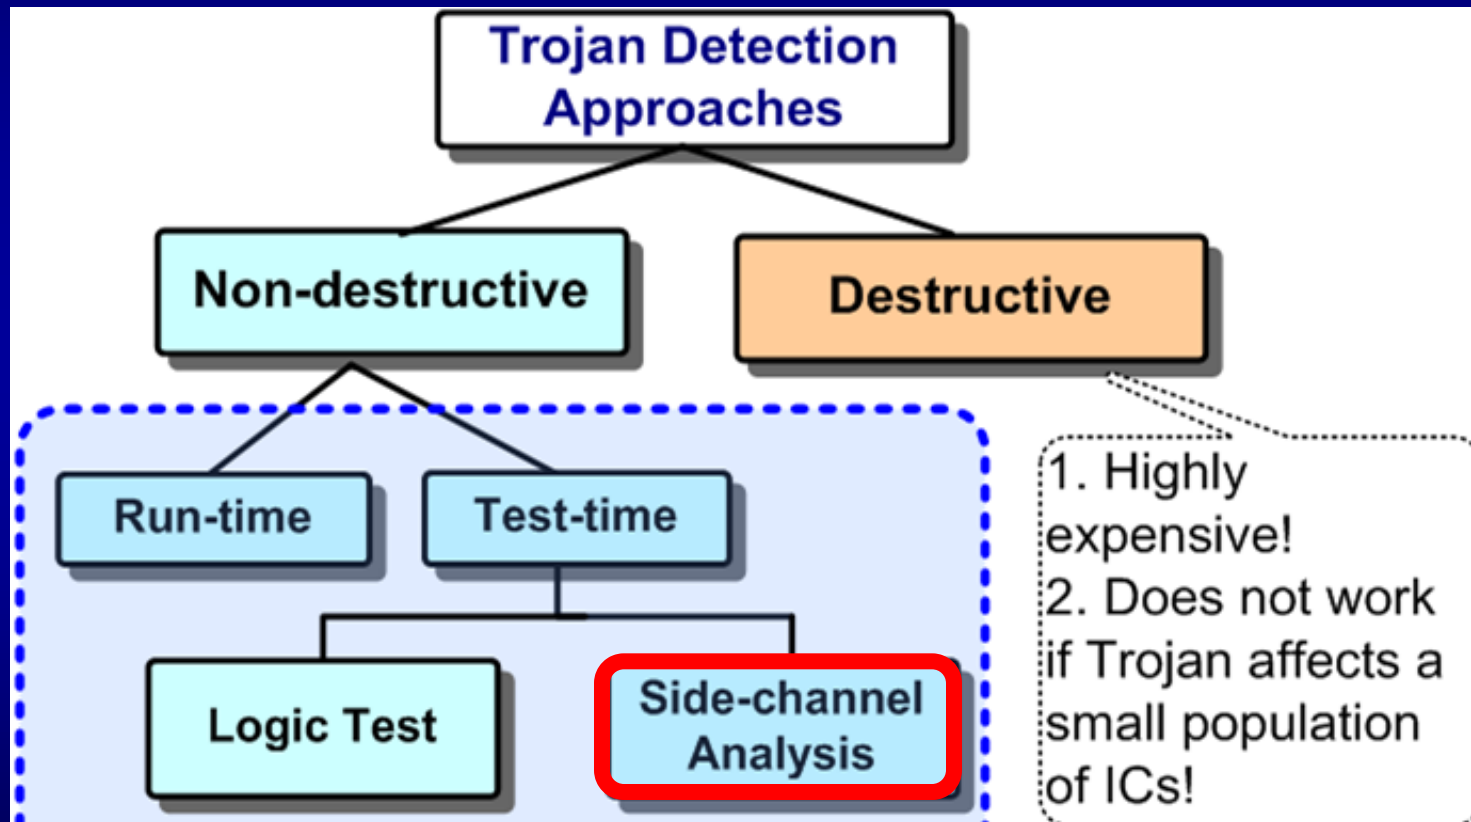 Trojan Detection
Approaches
Non-destructive
Destructive
Run-time
Test-time
Logic Test
Side-channel
Analysis
1. Highly
expensive!
2. Does not work
if Trojan affects a
small population
of ICs!